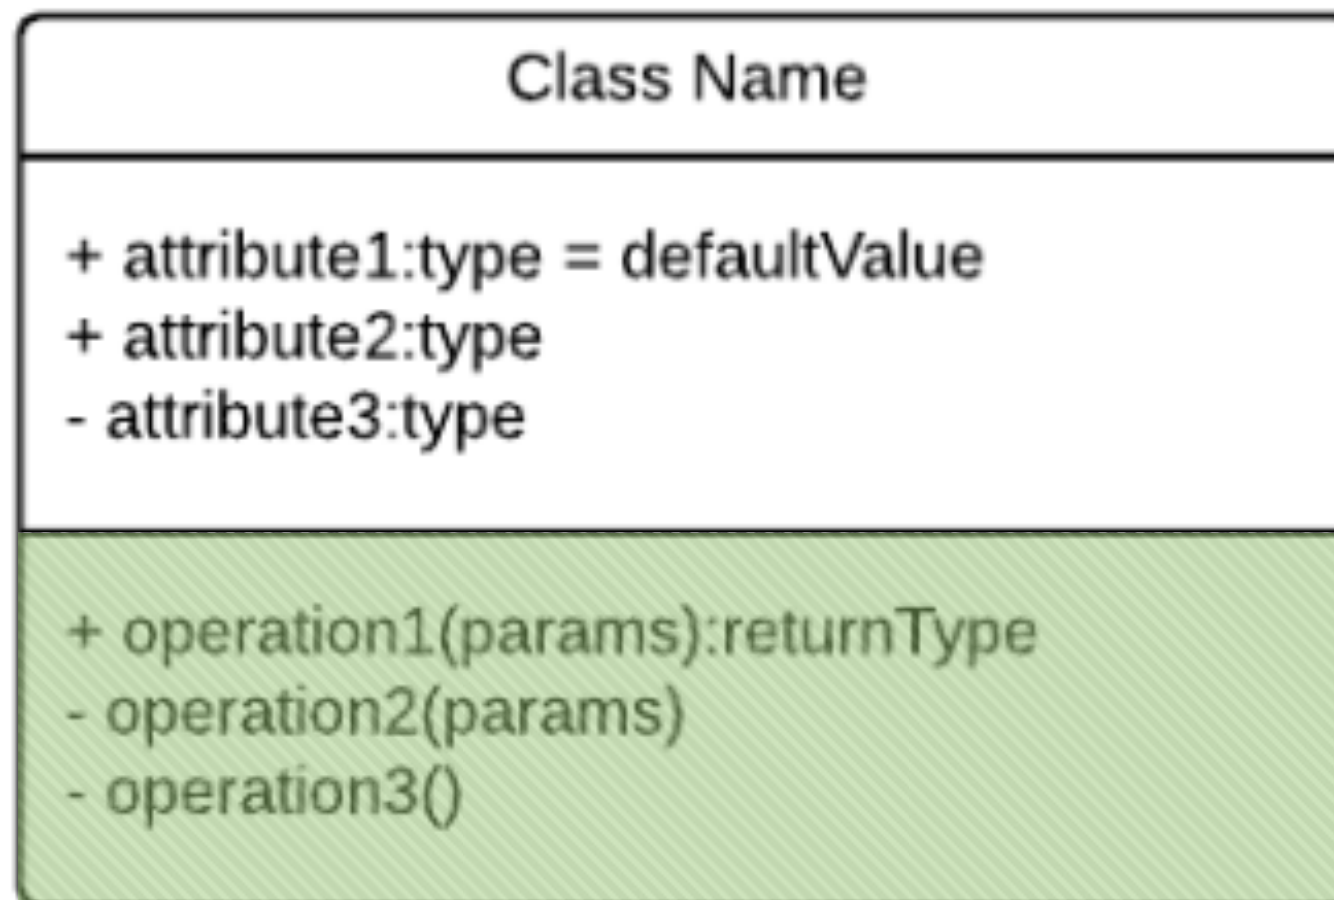 Class Name
+ attribute1:type = defaultValue
+ attribute2:type
- attribute3:type
+ operation1(params):returnType
- operation2(params)
- operation3()